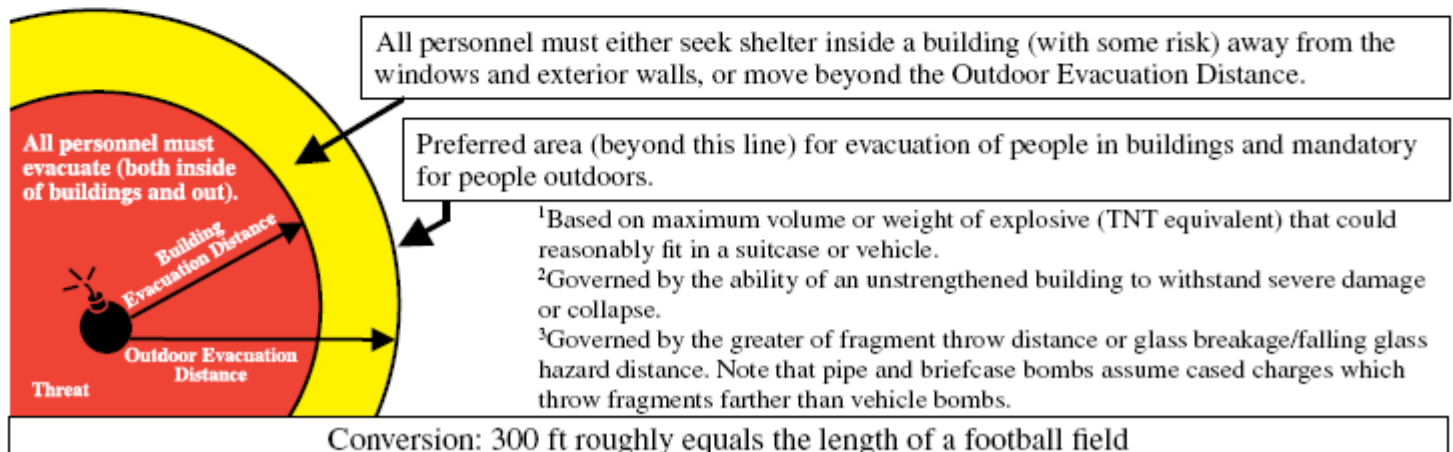 All personnel must either seek shelter inside a building (with some risk) away from the
windows and exterior walls, or move beyond the Outdoor Evacuation Distance.
All personnel must
evacuate (both inside
of buildings and out).
Preferred area (beyond this line) for evacuation of people in buildings and mandatory
for people outdoors.
Building
Evacuation Distance
Outdoor Evacuation
Distance
Threat
¹Based on maximum volume or weight of explosive (TNT equivalent) that could
reasonably fit in a suitcase or vehicle.
²Governed by the ability of an unstrengthened building to withstand severe damage
or collapse.
³Governed by the greater of fragment throw distance or glass breakage/falling glass
hazard distance. Note that pipe and briefcase bombs assume cased charges which
throw fragments farther than vehicle bombs.
Conversion: 300 ft roughly equals the length of a football field